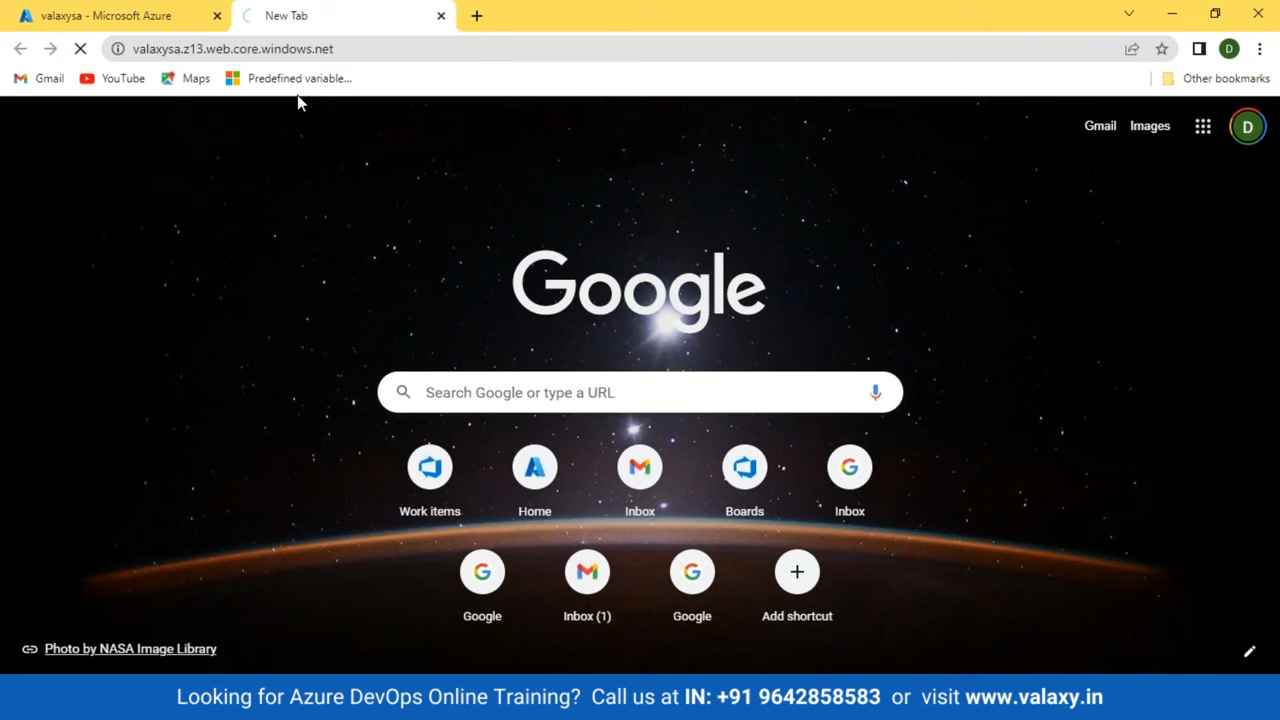 valaxysa - Microsoft Azure
New Tab
valaxysa.z13.web.core.windows.net
D
Gmail
YouTube
Maps
Predefined variable...
Other bookmarks
Gmail
Images
D
Google
Search Google or type a URL
Work items
Home
Inbox
Boards
Inbox
Google
Inbox (1)
Google
Add shortcut
Photo by NASA Image Library
Looking for Azure DevOps Online Training? Call us at IN: +91 9642858583 or visit www.valaxy.in